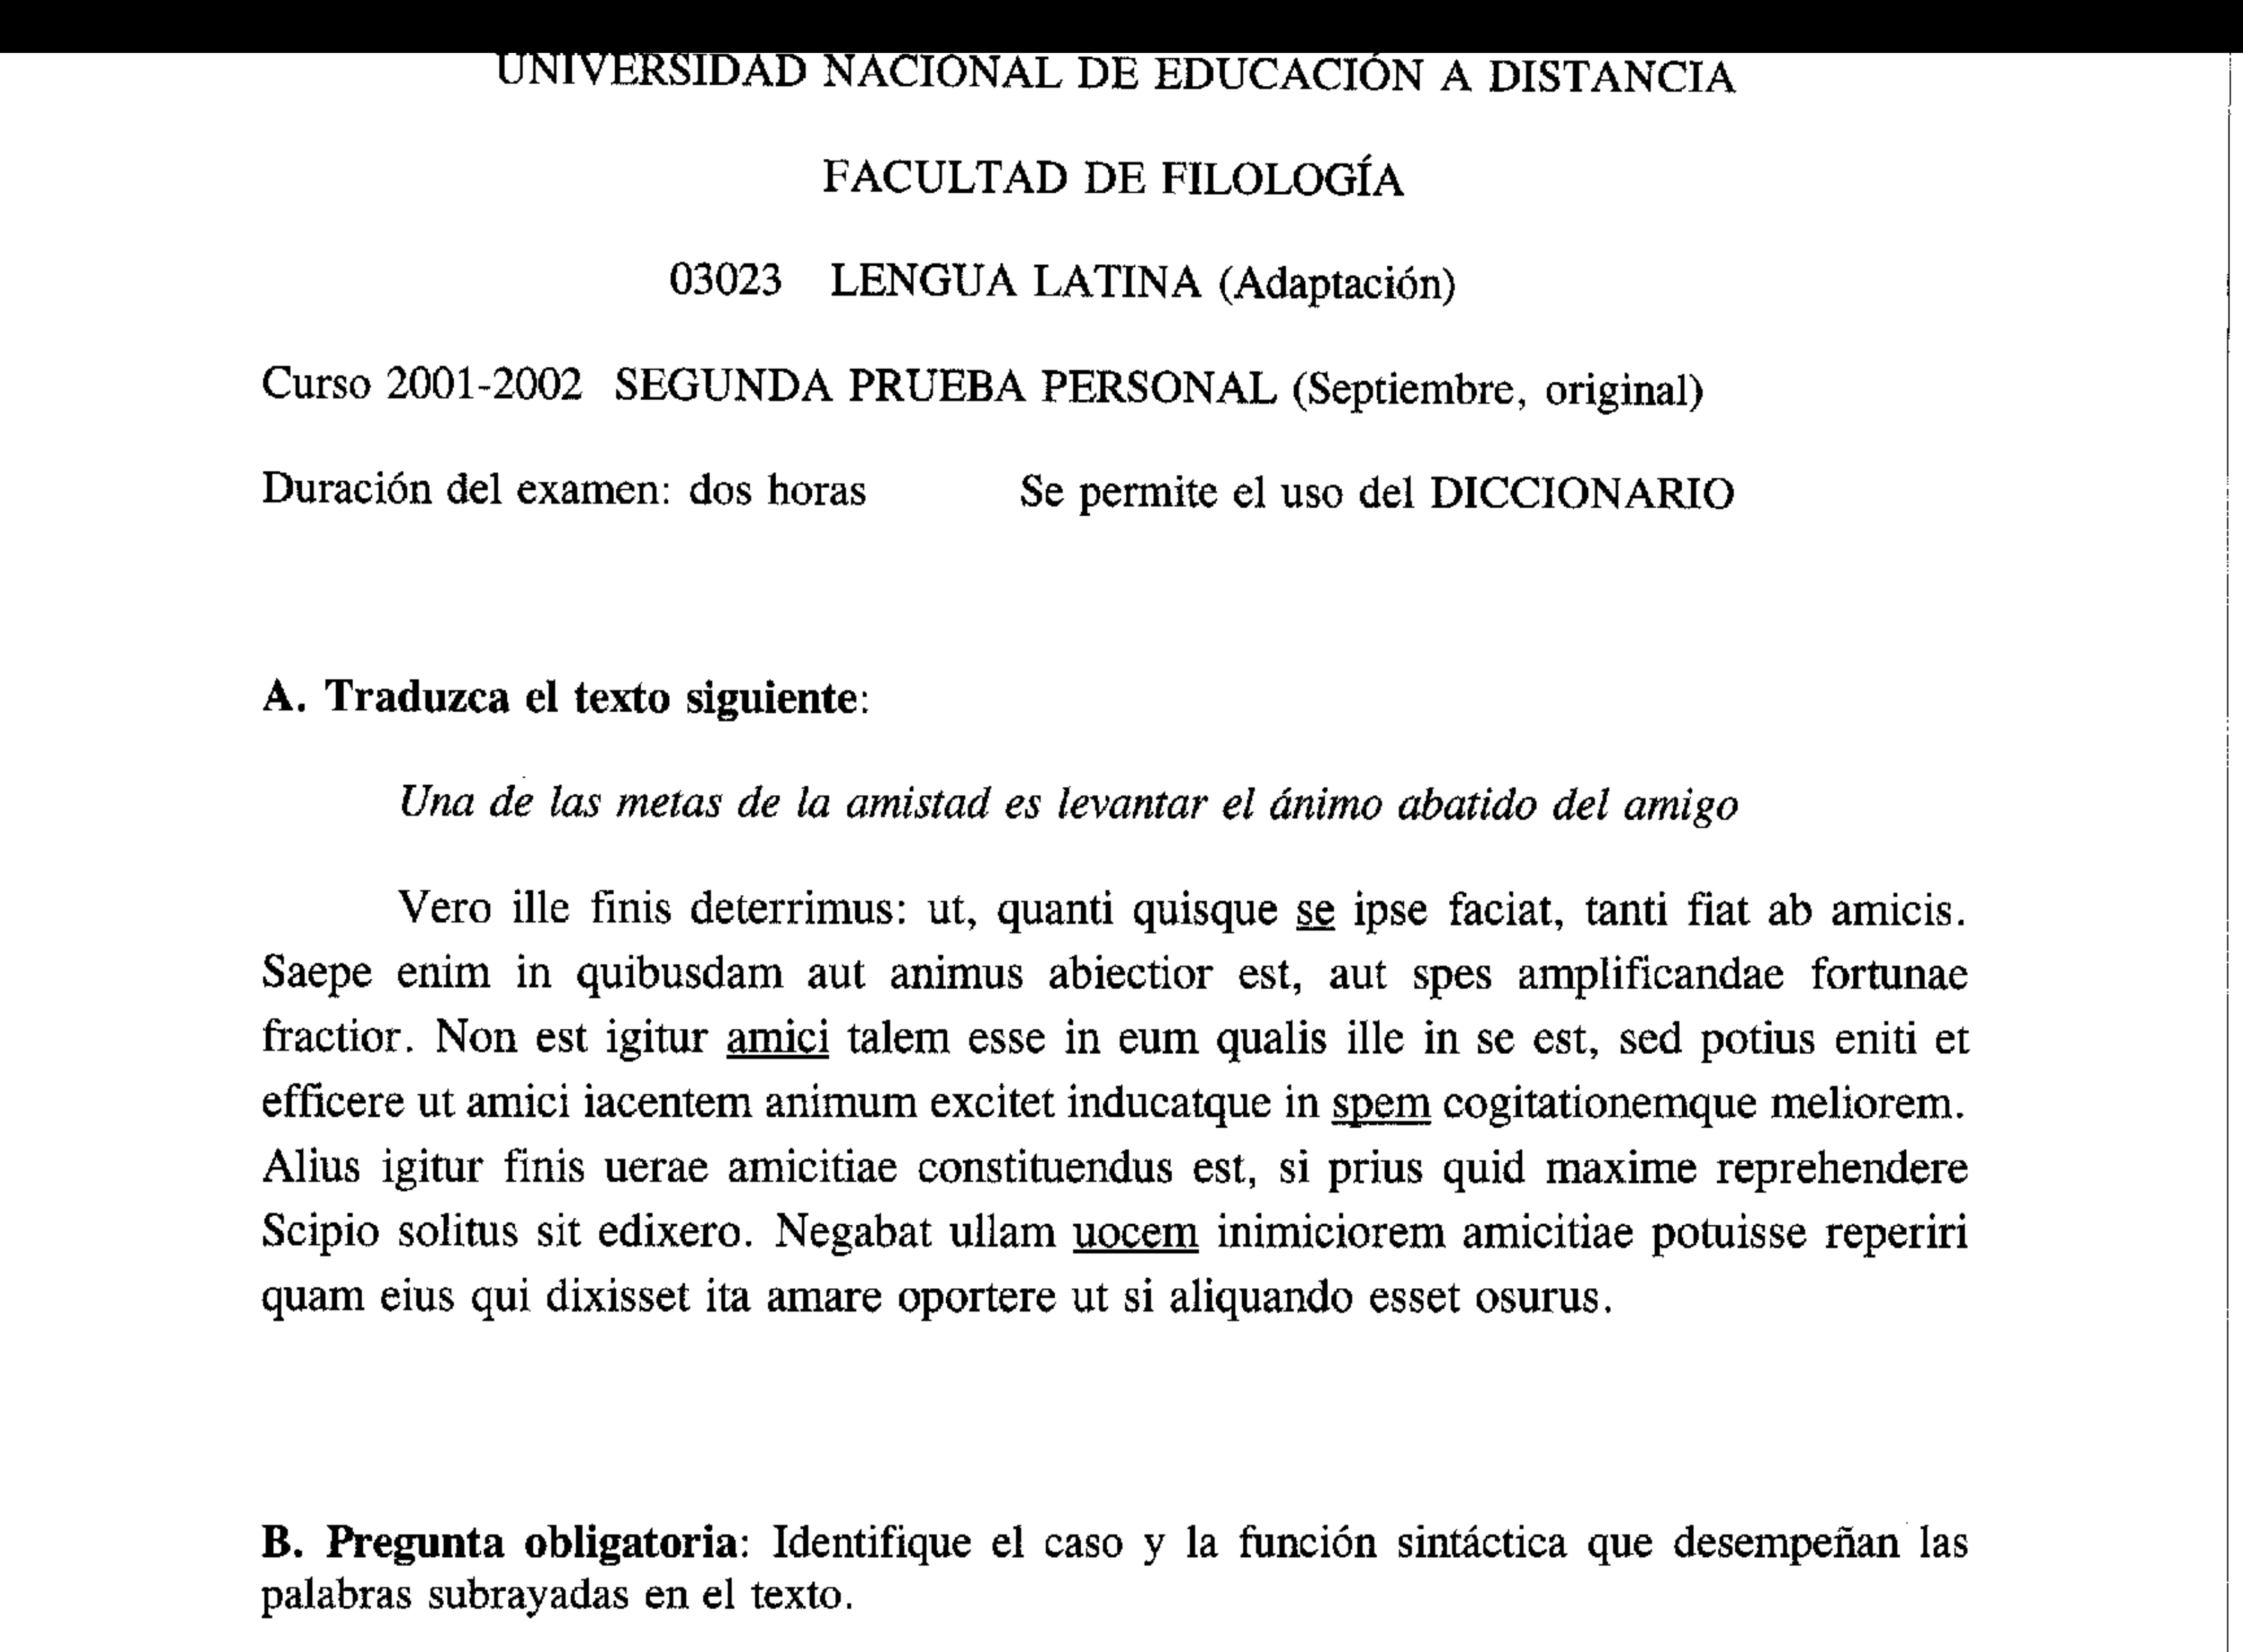 UNIVERSIDAD NACIONAL DE EDUCACIÓN A DISTANCIA
FACULTAD DE FILOLOGÍA
03023 LENGUA LATINA (Adaptación)
Curso 2001-2002 SEGUNDA PRUEBA PERSONAL (Septiembre, original)
Duración del examen: dos horas Se permite el uso del DICCIONARIO
A. Traduzca el texto siguiente:
Una de las metas de la amistad es levantar el ánimo abatido del amigo
Vero ille finis deterrimus: ut, quanti quisque se ipse faciat, tanti fiat ab amicis.
Saepe enim in quibusdam aut animus abiectior est, aut spes amplificandae fortunae
fractior. Non est igitur amici talem esse in eum qualis ille in se est, sed potius eniti et
efficere ut amici iacentem animum excitet inducatque in spem cogitationemque meliorem.
Alius igitur finis uerae amicitiae constituendus est, si prius quid maxime reprehendere
Scipio solitus sit edixero. Negabat ullam uocem inimiciorem amicitiae potuisse reperiri
quam eius qui dixisset ita amare oportere ut si aliquando esset osurus.
B. Pregunta obligatoria: Identifique el caso y la función sintáctica que desempeñan las
palabras subrayadas en el texto.